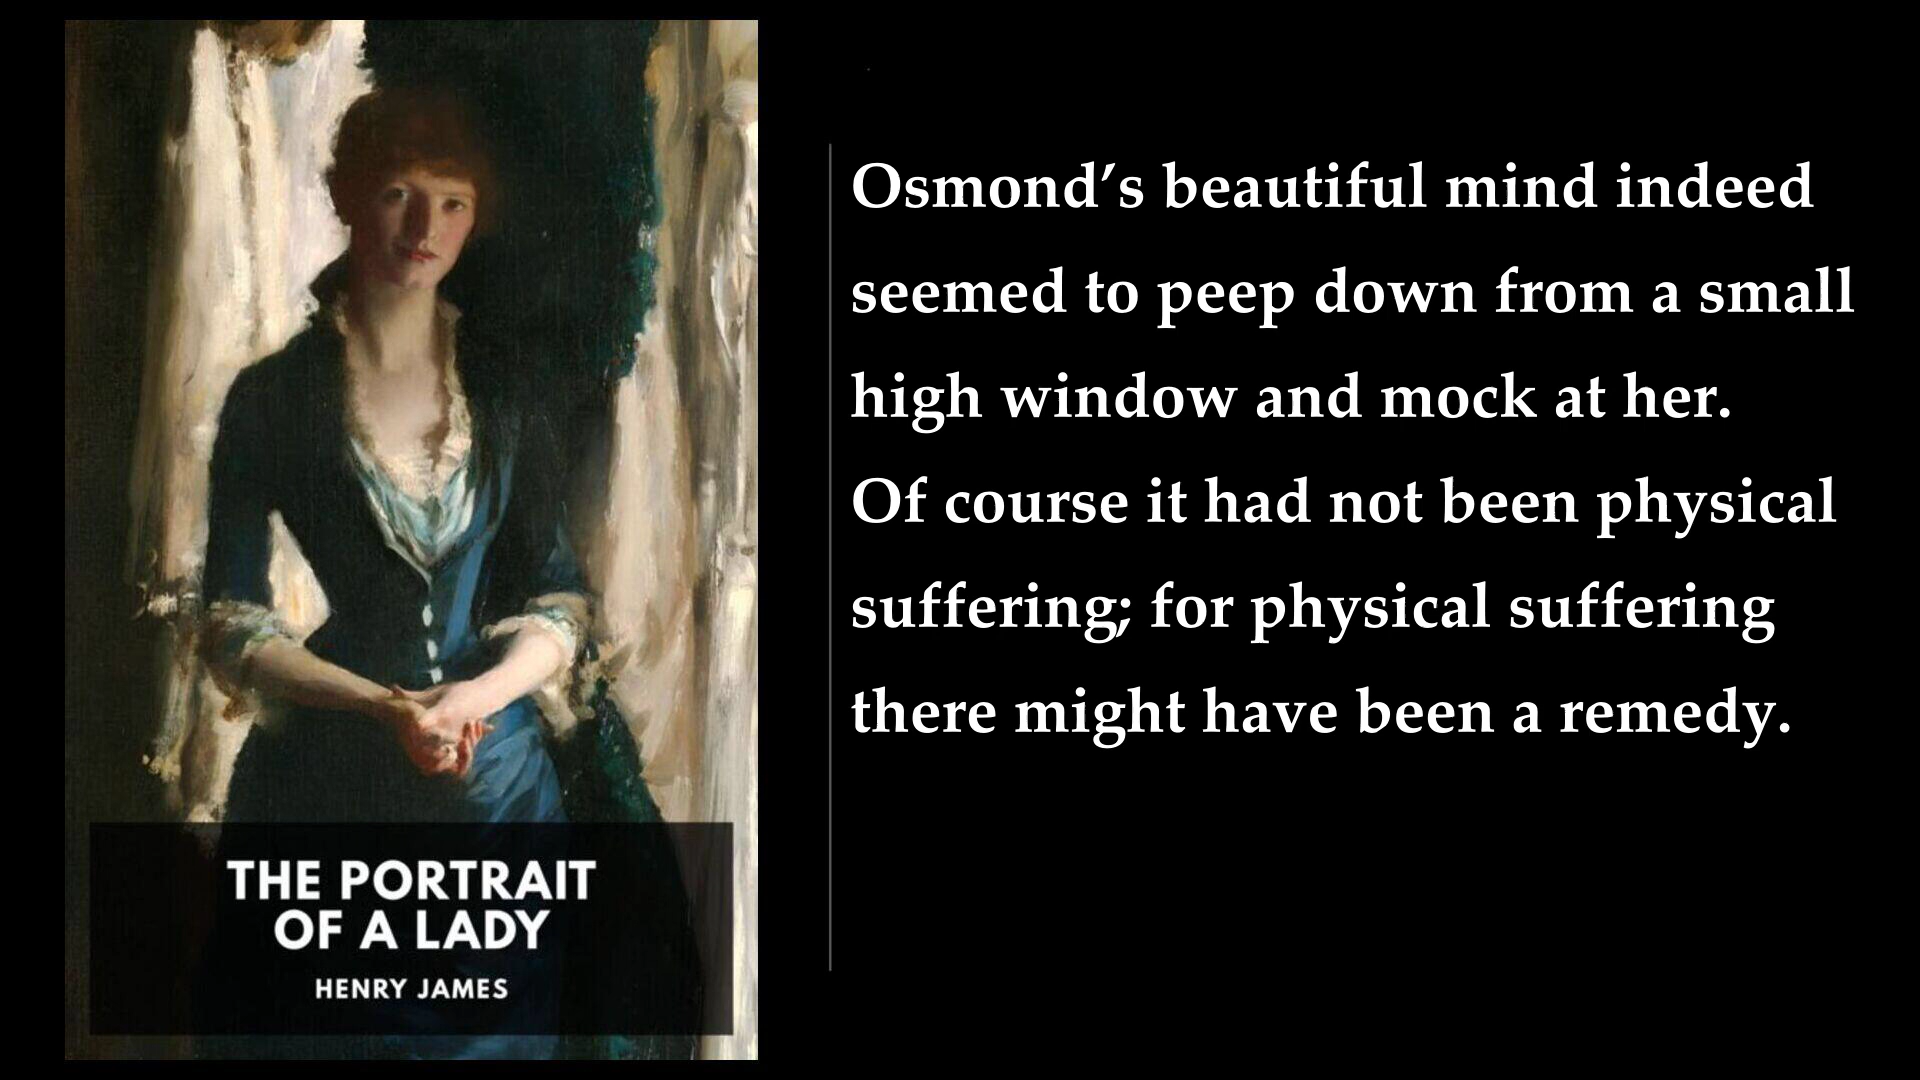 THE PORTRAIT
OF A LADY
HENRY JAMES
Osmond’s beautiful mind indeed
seemed to peep down from a small
high window and mock at her.
Of course it had not been physical
suffering; for physical suffering
there might have been a remedy.